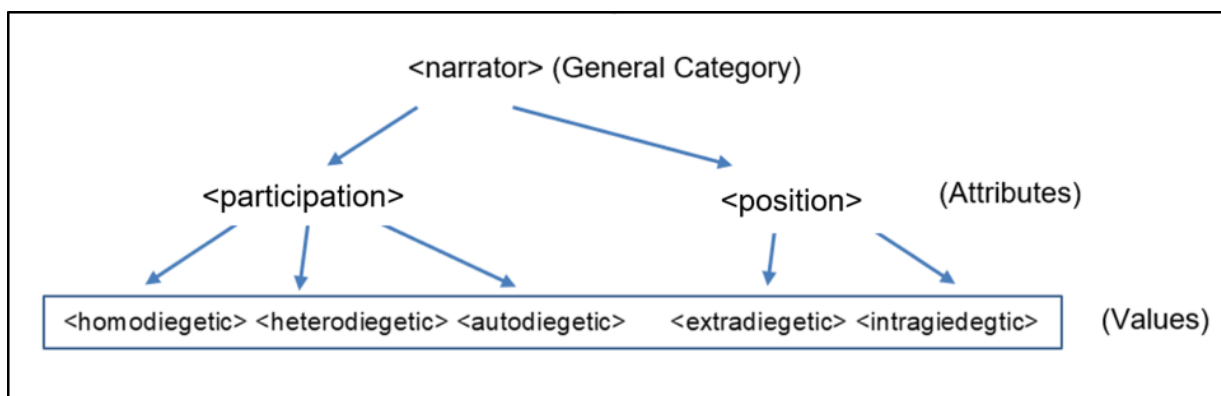 <narrator> (General Category)
<participation> <position> (Attributes)
<homodiegetic> <heterodiegetic> <autodiegetic> <extradiegetic> <intragiedegtic> (Values)